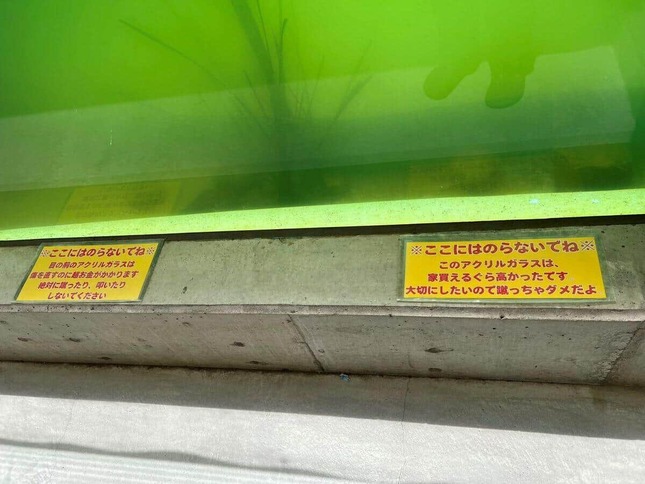 ※ここにはのらないでね※
目の前のアクリルガラスは
傷を直すのに超お金がかかります
絶対に蹴ったり、叩いたり
しないでください
※ここにはのらないでね※
このアクリルガラスは、
家買えるぐら高かったです
大切にしたいので蹴っちゃダメだよ